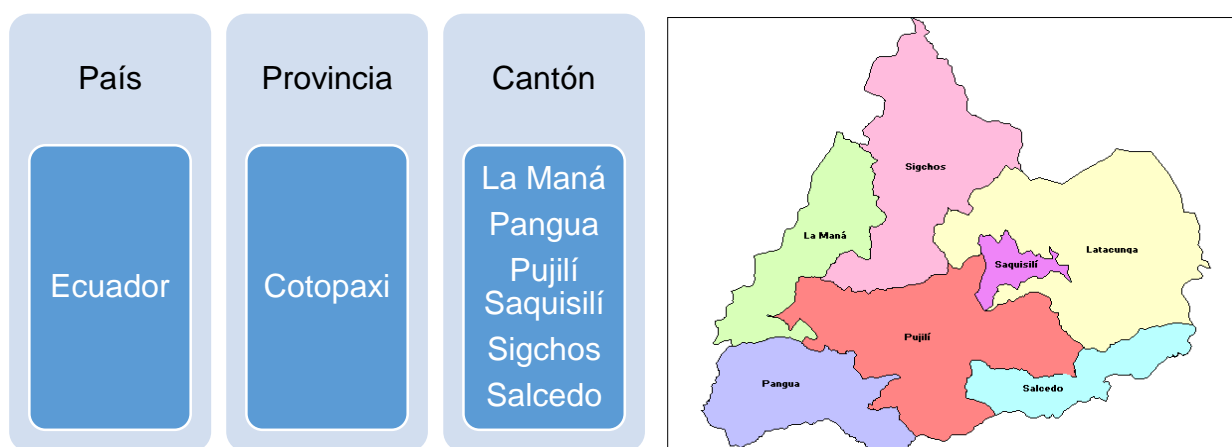 País
Ecuador
Provincia
Cotopaxi
Cantón
La Maná
Pangua
Pujilí
Saquisilí
Sigchos
Salcedo
Sigchos
La Maná
Latacunga
Saquisilí
Pujilí
Pangua
Salcedo